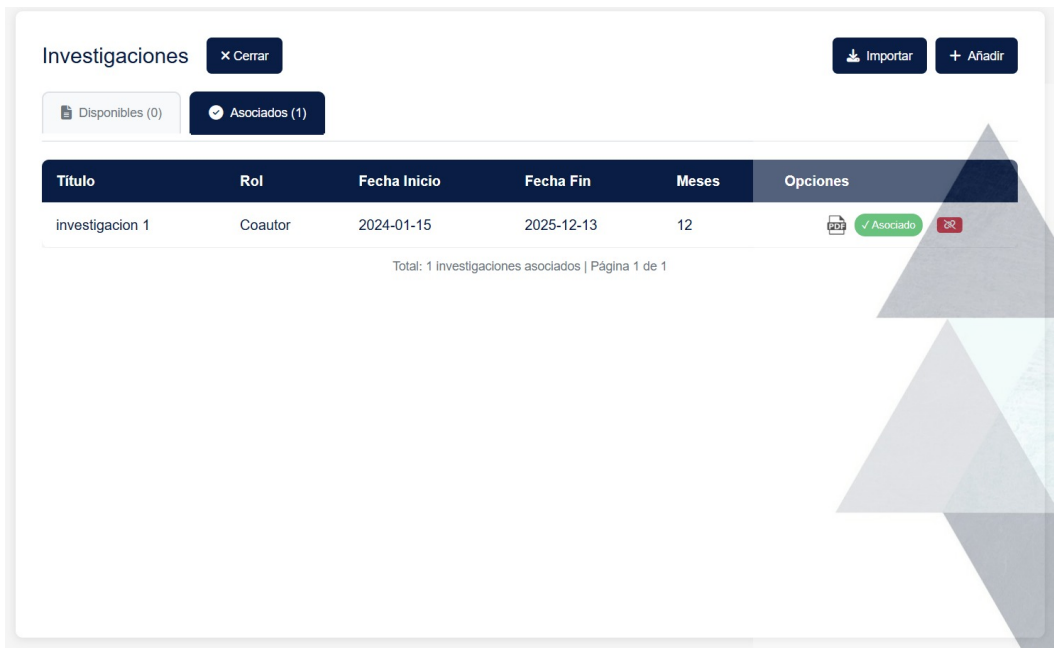 Investigaciones
Cerrar
Importar
+ Añadir
Disponibles (0)
Asociados (1)
Título Rol Fecha Inicio Fecha Fin Meses Opciones
investigacion 1 Coautor 2024-01-15 2025-12-13 12 PDF ✓ Asociado
Total: 1 investigaciones asociados | Página 1 de 1